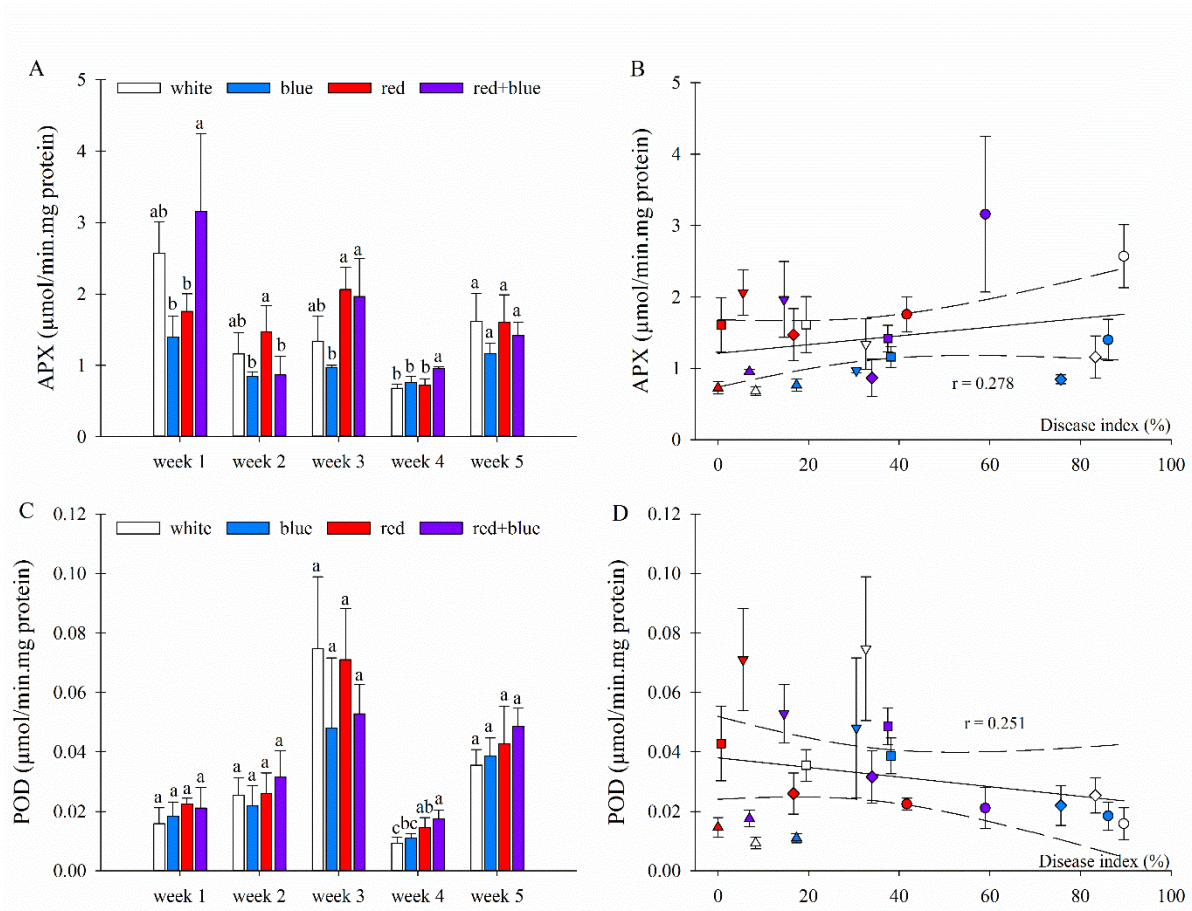 A
white blue red red+blue
APX (µmol/min.mg protein)
5
4
3
2
1
0
ab b b a
ab b a b
ab b a a
b b b a
a a a a
week 1 week 2 week 3 week 4 week 5
B
APX (µmol/min.mg protein)
5
4
3
2
1
0
r = 0.278
Disease index (%)
0 20 40 60 80 100
C
white blue red red+blue
POD (µmol/min.mg protein)
0.12
0.10
0.08
0.06
0.04
0.02
0.00
a a a a
a a a a
a a a a
c bc ab a
a a a a
week 1 week 2 week 3 week 4 week 5
D
POD (µmol/min.mg protein)
0.12
0.10
0.08
0.06
0.04
0.02
0.00
r = 0.251
Disease index (%)
0 20 40 60 80 100